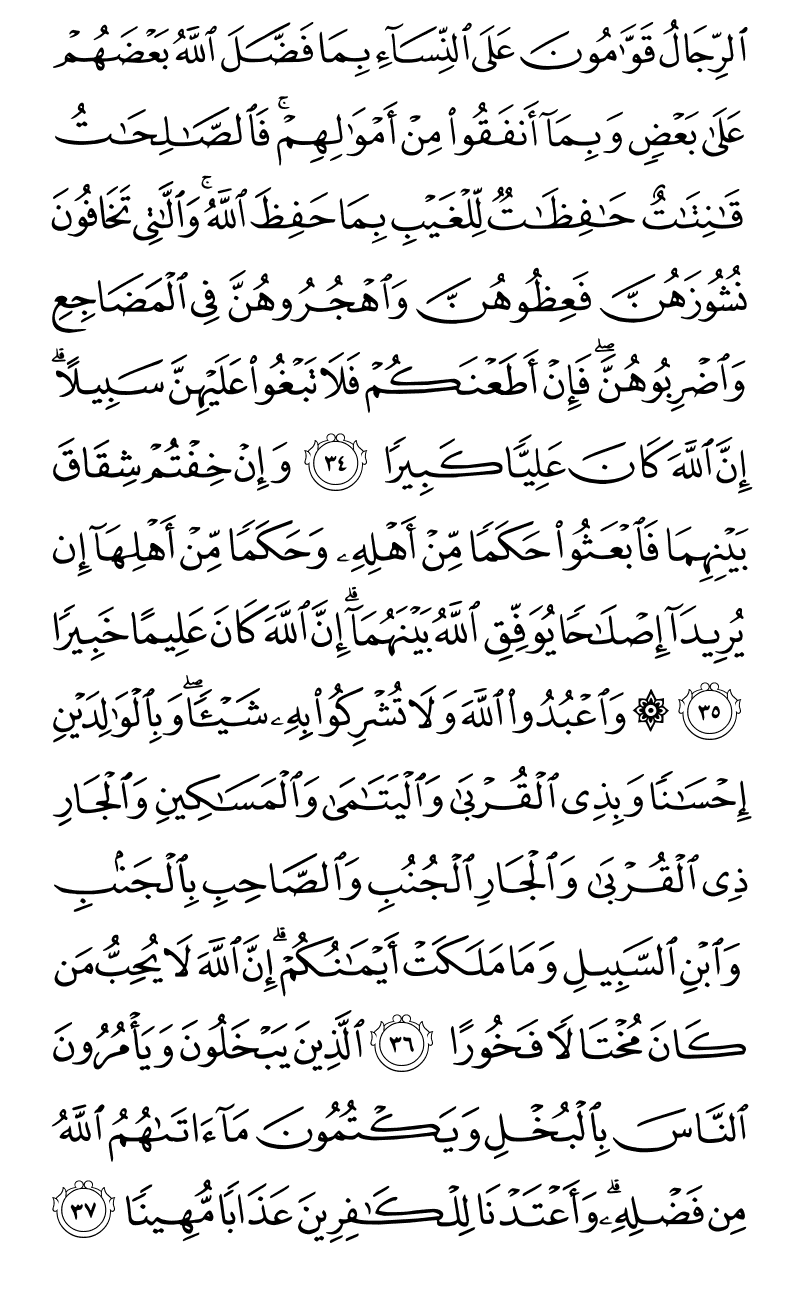 ٱلرِّجَالُ قَوَّٰمُونَ عَلَى ٱلنِّسَآءِ بِمَا فَضَّلَ ٱللَّهُ بَعْضَهُمْ
عَلَىٰ بَعْضٍ وَبِمَآ أَنفَقُوا۟ مِنْ أَمْوَٰلِهِمْ ۚ فَٱلصَّـٰلِحَـٰتُ
قَـٰنِتَـٰتٌ حَـٰفِظَـٰتٌ لِّلْغَيْبِ بِمَا حَفِظَ ٱللَّهُ ۚ وَٱلَّـٰتِى تَخَافُونَ
نُشُوزَهُنَّ فَعِظُوهُنَّ وَٱهْجُرُوهُنَّ فِى ٱلْمَضَاجِعِ
وَٱضْرِبُوهُنَّ ۖ فَإِنْ أَطَعْنَكُمْ فَلَا تَبْغُوا۟ عَلَيْهِنَّ سَبِيلًا ۗ
إِنَّ ٱللَّهَ كَانَ عَلِيًّا كَبِيرًا ٣٤ وَإِنْ خِفْتُمْ شِقَاقَ
بَيْنِهِمَا فَٱبْعَثُوا۟ حَكَمًا مِّنْ أَهْلِهِۦ وَحَكَمًا مِّنْ أَهْلِهَآ إِن
يُرِيدَآ إِصْلَـٰحًا يُوَفِّقِ ٱللَّهُ بَيْنَهُمَآ ۗ إِنَّ ٱللَّهَ كَانَ عَلِيمًا خَبِيرًا
٣٥ ۞ وَٱعْبُدُوا۟ ٱللَّهَ وَلَا تُشْرِكُوا۟ بِهِۦ شَيْـًٔا ۖ وَبِٱلْوَٰلِدَيْنِ
إِحْسَـٰنًا وَبِذِى ٱلْقُرْبَىٰ وَٱلْيَتَـٰمَىٰ وَٱلْمَسَـٰكِينِ وَٱلْجَارِ
ذِى ٱلْقُرْبَىٰ وَٱلْجَارِ ٱلْجُنُبِ وَٱلصَّاحِبِ بِٱلْجَنۢبِ
وَٱبْنِ ٱلسَّبِيلِ وَمَا مَلَكَتْ أَيْمَـٰنُكُمْ ۗ إِنَّ ٱللَّهَ لَا يُحِبُّ مَن
كَانَ مُخْتَالًا فَخُورًا ٣٦ ٱلَّذِينَ يَبْخَلُونَ وَيَأْمُرُونَ
ٱلنَّاسَ بِٱلْبُخْلِ وَيَكْتُمُونَ مَآ ءَاتَىٰهُمُ ٱللَّهُ
مِن فَضْلِهِۦ ۗ وَأَعْتَدْنَا لِلْكَـٰفِرِينَ عَذَابًا مُّهِينًا ٣٧